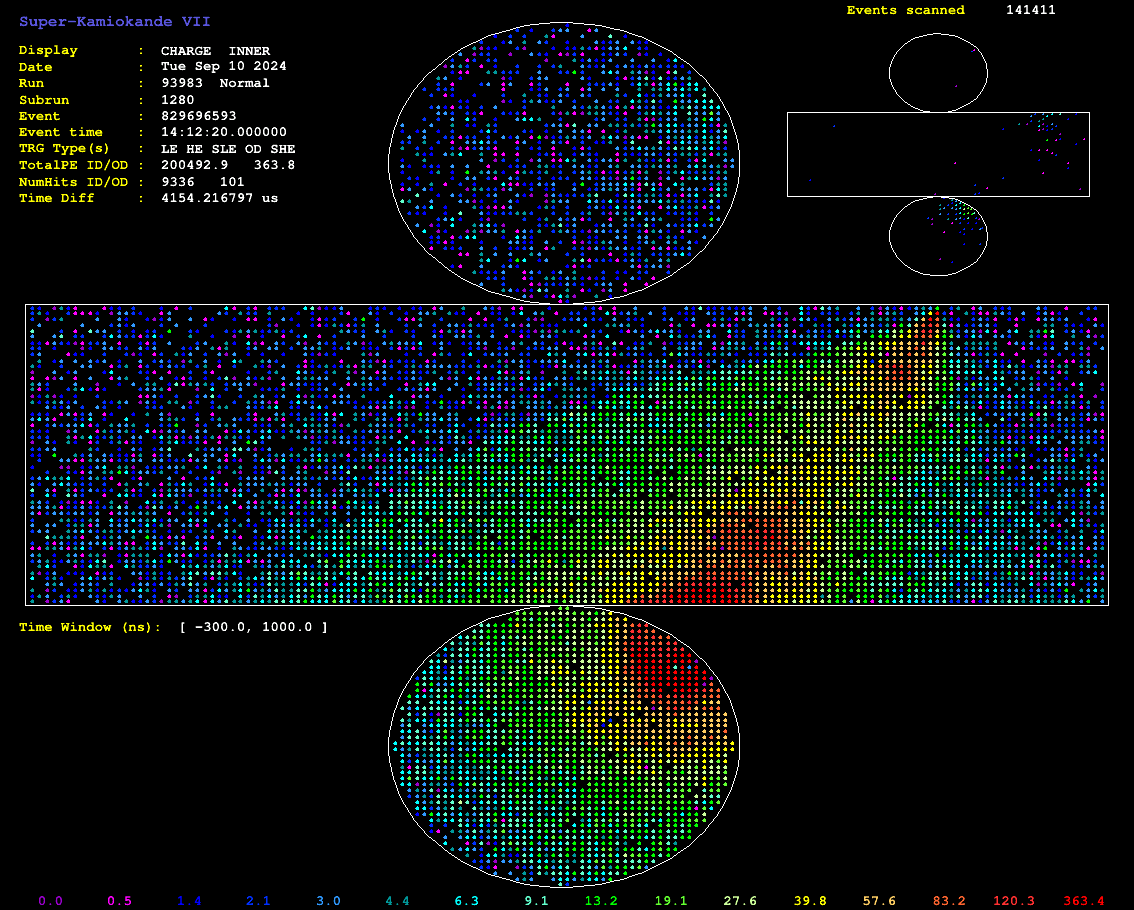 Super-Kamiokande VII
Events scanned 141411
Display : CHARGE INNER
Date : Tue Sep 10 2024
Run : 93983 Normal
Subrun : 1280
Event : 829696593
Event time : 14:12:20.000000
TRG Type(s) : LE HE SLE OD SHE
TotalPE ID/OD : 200492.9 363.8
NumHits ID/OD : 9336 101
Time Diff : 4154.216797 us
Time Window (ns): [ -300.0, 1000.0 ]
0.0 0.5 1.4 2.1 3.0 4.4 6.3 9.1 13.2 19.1 27.6 39.8 57.6 83.2 120.3 363.4